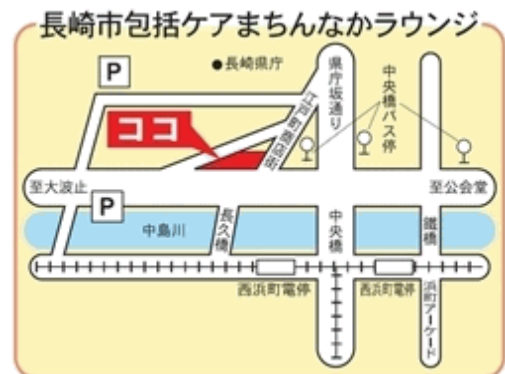 長崎市包括ケアまちんなかラウンジ
P
●長崎県庁
県庁坂通り
中央橋バス停
江戸町商店街
ココ
至大波止
至公会堂
P
中島川
長久橋
中央橋
鐵橋
西浜町電停
西浜町電停
浜町アーケード